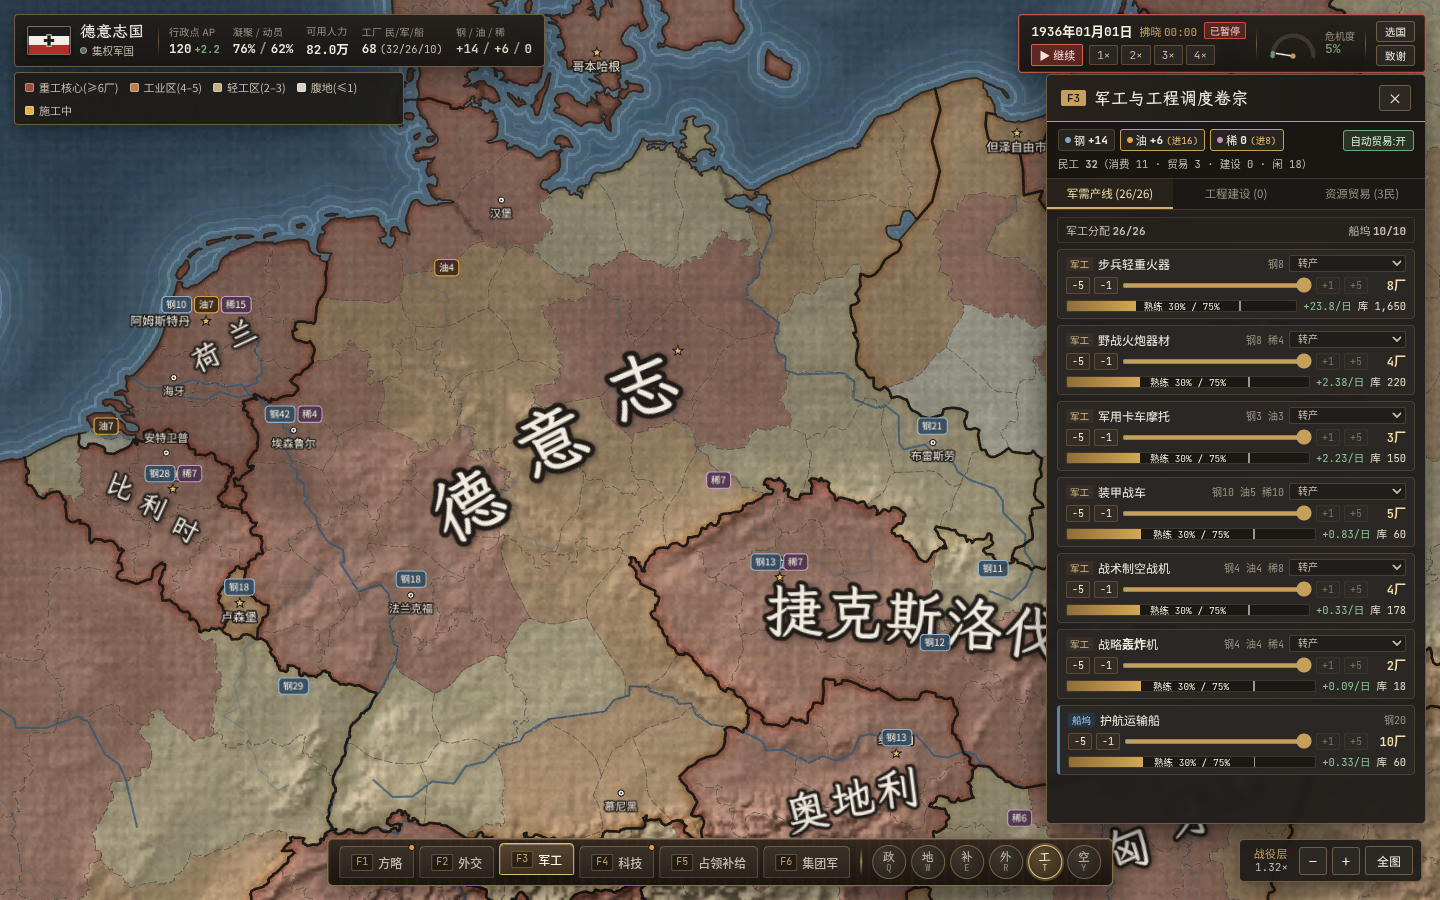 德意志国
集权军国
行政点 AP
120 +2.2
凝聚 / 动员
76% / 62%
可用人力
82.0万
工厂 民/军/船
68 (32/26/10)
钢 / 油 / 稀
+14 / +6 / 0
重工核心(≥6厂)
工业区(4–5)
轻工区(2–3)
腹地(≤1)
施工中
1936年01月01日 拂晓 00:00 已暂停
▶ 继续
1×
2×
3×
4×
危机度
5%
选国
致谢
F3 军工与工程调度卷宗
×
钢 +14
油 +6 (进16)
稀 0 (进8)
自动贸易:开
民工 32 (消费 11 · 贸易 3 · 建设 0 · 闲 18)
军需产线 (26/26)
工程建设 (0)
资源贸易 (3民)
军工分配 26/26
船坞 10/10
军工 步兵轻重火器 钢8 转产
-5 -1 +1 +5 8厂
熟练 30% / 75% +23.8/日 库 1,650
军工 野战火炮器材 钢8 稀4 转产
-5 -1 +1 +5 4厂
熟练 30% / 75% +2.38/日 库 220
军工 军用卡车摩托 钢3 油3 转产
-5 -1 +1 +5 3厂
熟练 30% / 75% +2.23/日 库 150
军工 装甲战车 钢10 油5 稀10 转产
-5 -1 +1 +5 5厂
熟练 30% / 75% +0.83/日 库 60
军工 战术制空战机 钢4 油4 稀8 转产
-5 -1 +1 +5 4厂
熟练 30% / 75% +0.33/日 库 178
军工 战略轰炸机 钢4 油4 稀4 转产
-5 -1 +1 +5 2厂
熟练 30% / 75% +0.09/日 库 18
船坞 护航运输船 钢20
-5 -1 +1 +5 10厂
熟练 30% / 75% +0.33/日 库 60
哥本哈根
但泽自由市
汉堡
油4
钢10 油7 稀15
阿姆斯特丹
荷兰
海牙
钢42 稀4
埃森鲁尔
油7
安特卫普
钢28 稀7
比利时
德意志
钢21
布雷斯劳
稀7
钢13 稀7
钢11
钢18
卢森堡
钢18
法兰克福
捷克斯洛伐
钢12
钢29
钢13
奥地利
慕尼黑
稀6
匈
F1 方略
F2 外交
F3 军工
F4 科技
F5 占领补给
F6 集团军
政 Q
地 W
补 E
外 R
工 T
空 Y
战役层
1.32×
−
+
全图